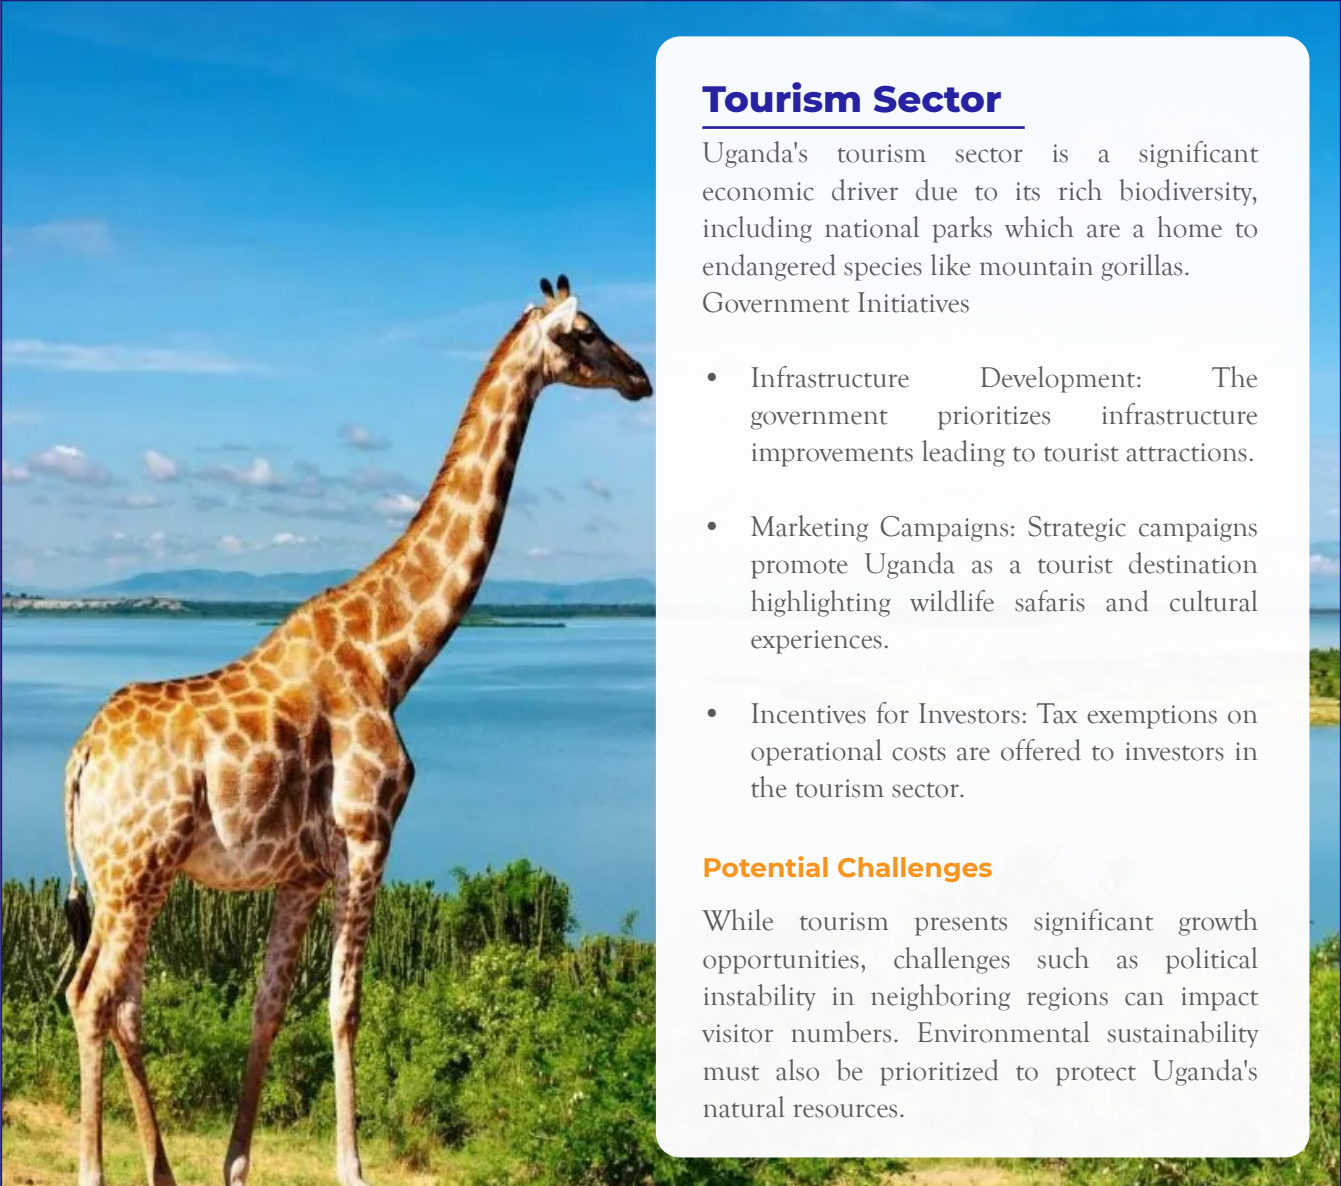 Tourism Sector
Uganda's tourism sector is a significant
economic driver due to its rich biodiversity,
including national parks which are a home to
endangered species like mountain gorillas.
Government Initiatives
• Infrastructure Development: The
government prioritizes infrastructure
improvements leading to tourist attractions.
• Marketing Campaigns: Strategic campaigns
promote Uganda as a tourist destination
highlighting wildlife safaris and cultural
experiences.
• Incentives for Investors: Tax exemptions on
operational costs are offered to investors in
the tourism sector.
Potential Challenges
While tourism presents significant growth
opportunities, challenges such as political
instability in neighboring regions can impact
visitor numbers. Environmental sustainability
must also be prioritized to protect Uganda's
natural resources.